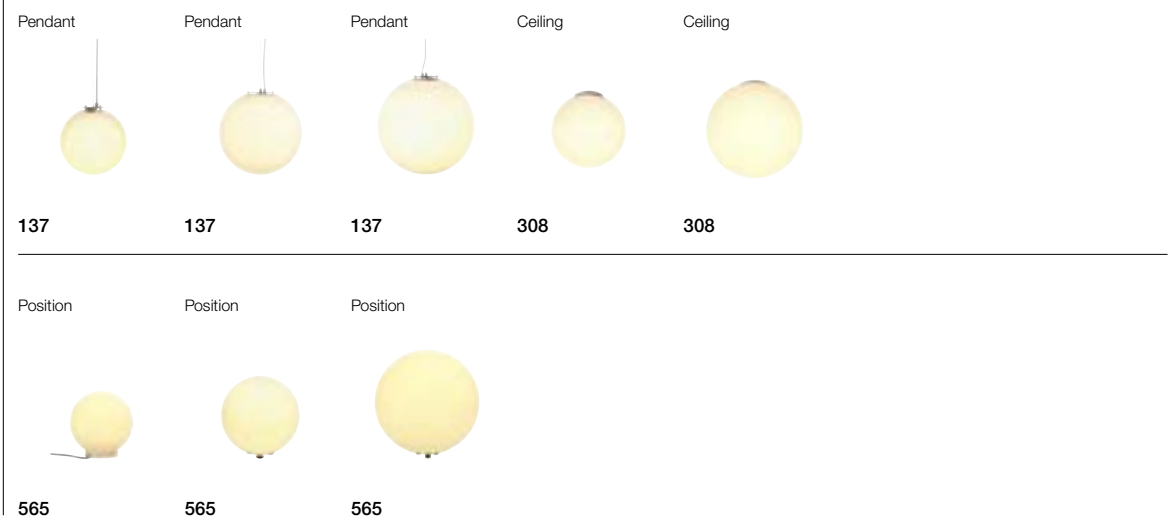 Pendant Pendant Pendant Ceiling Ceiling
137 137 137 308 308
Position Position Position
565 565 565